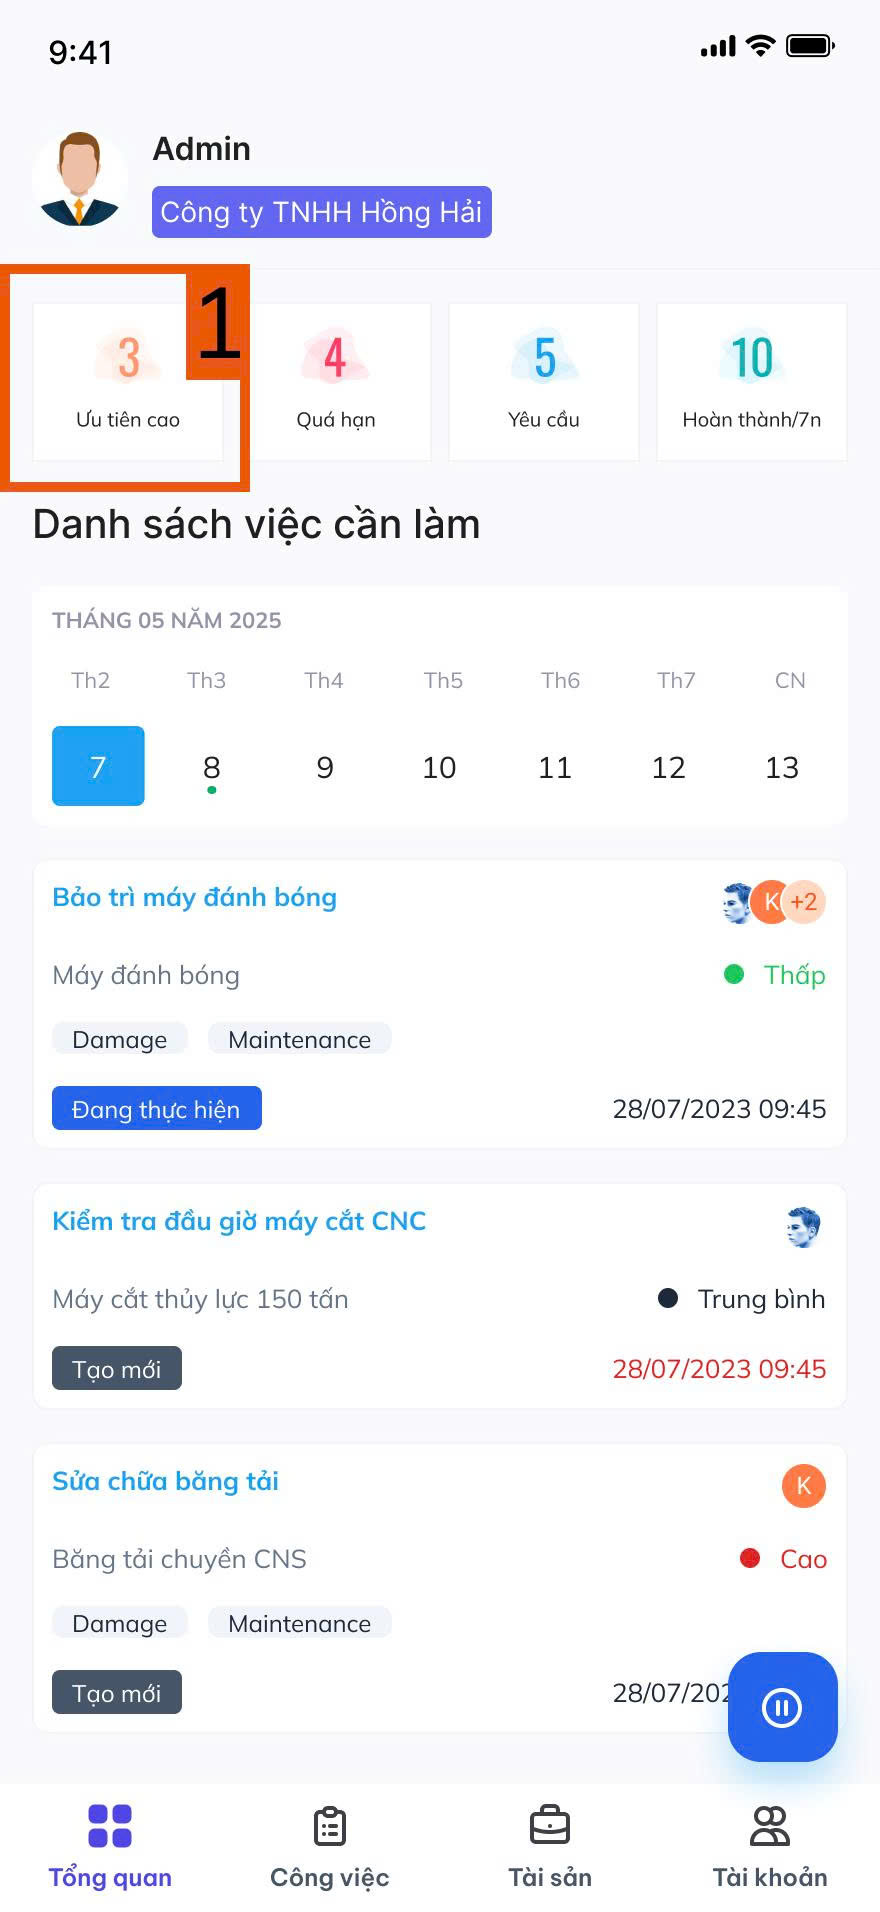 9:41
Admin
Công ty TNHH Hồng Hải
1
3 4 5 10
Ưu tiên cao Quá hạn Yêu cầu Hoàn thành/7n
Danh sách việc cần làm
THÁNG 05 NĂM 2025
Th2 Th3 Th4 Th5 Th6 Th7 CN
7 8 9 10 11 12 13
Bảo trì máy đánh bóng K +2
Máy đánh bóng Thấp
Damage Maintenance
Đang thực hiện 28/07/2023 09:45
Kiểm tra đầu giờ máy cắt CNC
Máy cắt thủy lực 150 tấn Trung bình
Tạo mới 28/07/2023 09:45
Sửa chữa băng tải K
Băng tải chuyền CNS Cao
Damage Maintenance
Tạo mới 28/07/202
Tổng quan Công việc Tài sản Tài khoản